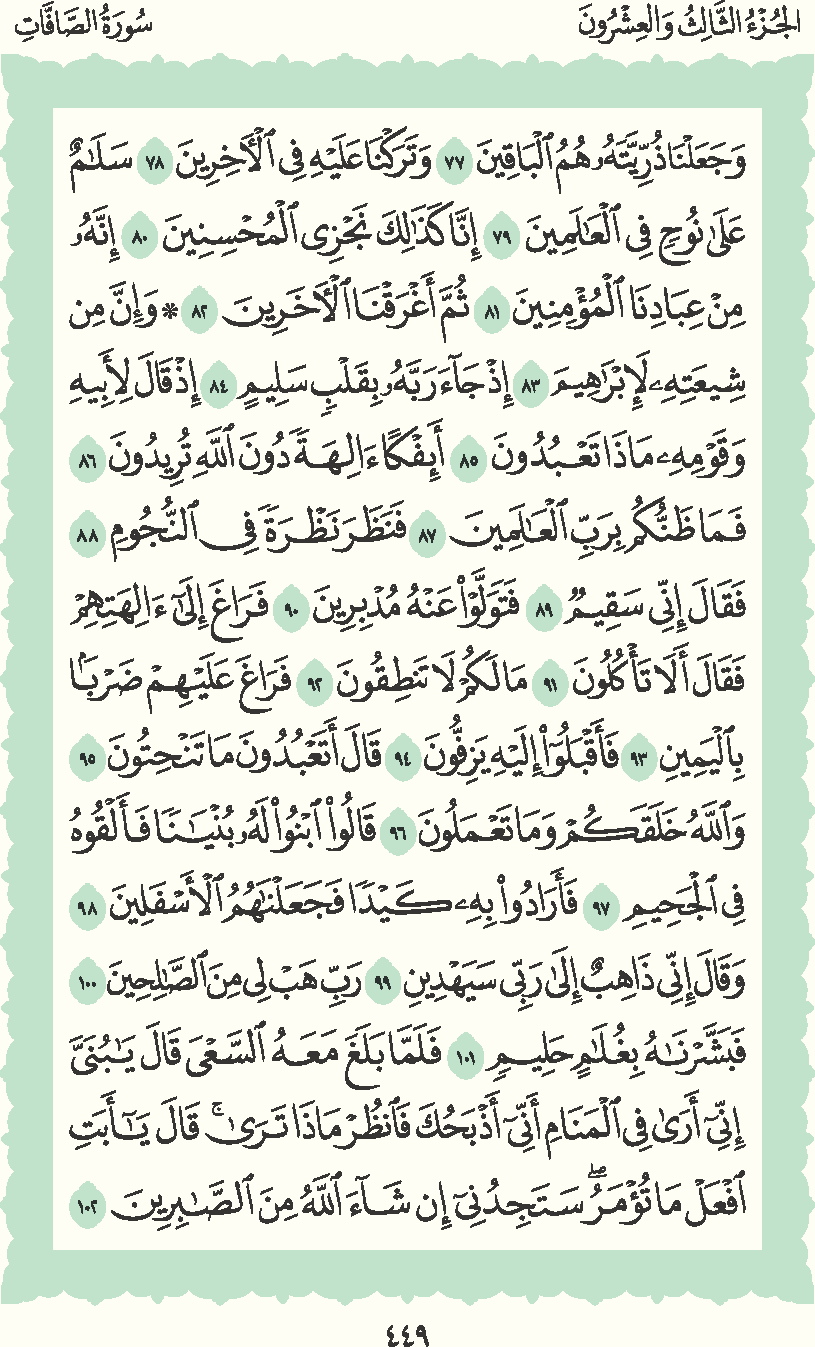 الجُزْءُ الثَّالِثُ وَالعِشْرُونَ
سُورَةُ الصَّافَّاتِ
وَجَعَلْنَا ذُرِّيَّتَهُۥ هُمُ ٱلْبَاقِينَ ٧٧ وَتَرَكْنَا عَلَيْهِ فِى ٱلْأٓخِرِينَ ٧٨ سَلَٰمٌ
عَلَىٰ نُوحٍ فِى ٱلْعَٰلَمِينَ ٧٩ إِنَّا كَذَٰلِكَ نَجْزِى ٱلْمُحْسِنِينَ ٨٠ إِنَّهُۥ
مِنْ عِبَادِنَا ٱلْمُؤْمِنِينَ ٨١ ثُمَّ أَغْرَقْنَا ٱلْأٓخَرِينَ ٨٢ * وَإِنَّ مِن
شِيعَتِهِۦ لَإِبْرَٰهِيمَ ٨٣ إِذْ جَآءَ رَبَّهُۥ بِقَلْبٍ سَلِيمٍ ٨٤ إِذْ قَالَ لِأَبِيهِ
وَقَوْمِهِۦ مَاذَا تَعْبُدُونَ ٨٥ أَئِفْكًا ءَالِهَةً دُونَ ٱللَّهِ تُرِيدُونَ ٨٦
فَمَا ظَنُّكُم بِرَبِّ ٱلْعَٰلَمِينَ ٨٧ فَنَظَرَ نَظْرَةً فِى ٱلنُّجُومِ ٨٨
فَقَالَ إِنِّى سَقِيمٌ ٨٩ فَتَوَلَّوْا۟ عَنْهُ مُدْبِرِينَ ٩٠ فَرَاغَ إِلَىٰٓ ءَالِهَتِهِمْ
فَقَالَ أَلَا تَأْكُلُونَ ٩١ مَا لَكُمْ لَا تَنطِقُونَ ٩٢ فَرَاغَ عَلَيْهِمْ ضَرْبًۢا
بِٱلْيَمِينِ ٩٣ فَأَقْبَلُوٓا۟ إِلَيْهِ يَزِفُّونَ ٩٤ قَالَ أَتَعْبُدُونَ مَا تَنْحِتُونَ ٩٥
وَٱللَّهُ خَلَقَكُمْ وَمَا تَعْمَلُونَ ٩٦ قَالُوا۟ ٱبْنُوا۟ لَهُۥ بُنْيَٰنًا فَأَلْقُوهُ
فِى ٱلْجَحِيمِ ٩٧ فَأَرَادُوا۟ بِهِۦ كَيْدًا فَجَعَلْنَٰهُمُ ٱلْأَسْفَلِينَ ٩٨
وَقَالَ إِنِّى ذَاهِبٌ إِلَىٰ رَبِّى سَيَهْدِينِ ٩٩ رَبِّ هَبْ لِى مِنَ ٱلصَّٰلِحِينَ ١٠٠
فَبَشَّرْنَٰهُ بِغُلَٰمٍ حَلِيمٍ ١٠١ فَلَمَّا بَلَغَ مَعَهُ ٱلسَّعْىَ قَالَ يَٰبُنَىَّ
إِنِّىٓ أَرَىٰ فِى ٱلْمَنَامِ أَنِّىٓ أَذْبَحُكَ فَٱنظُرْ مَاذَا تَرَىٰ ۚ قَالَ يَٰٓأَبَتِ
ٱفْعَلْ مَا تُؤْمَرُ ۖ سَتَجِدُنِىٓ إِن شَآءَ ٱللَّهُ مِنَ ٱلصَّٰبِرِينَ ١٠٢
٤٤٩